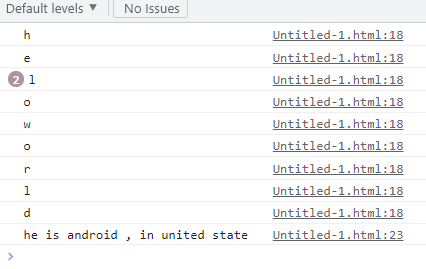 Default levels ▼ No Issues
h Untitled-1.html:18
e Untitled-1.html:18
2 l Untitled-1.html:18
o Untitled-1.html:18
w Untitled-1.html:18
o Untitled-1.html:18
r Untitled-1.html:18
l Untitled-1.html:18
d Untitled-1.html:18
he is android , in united state Untitled-1.html:23
>